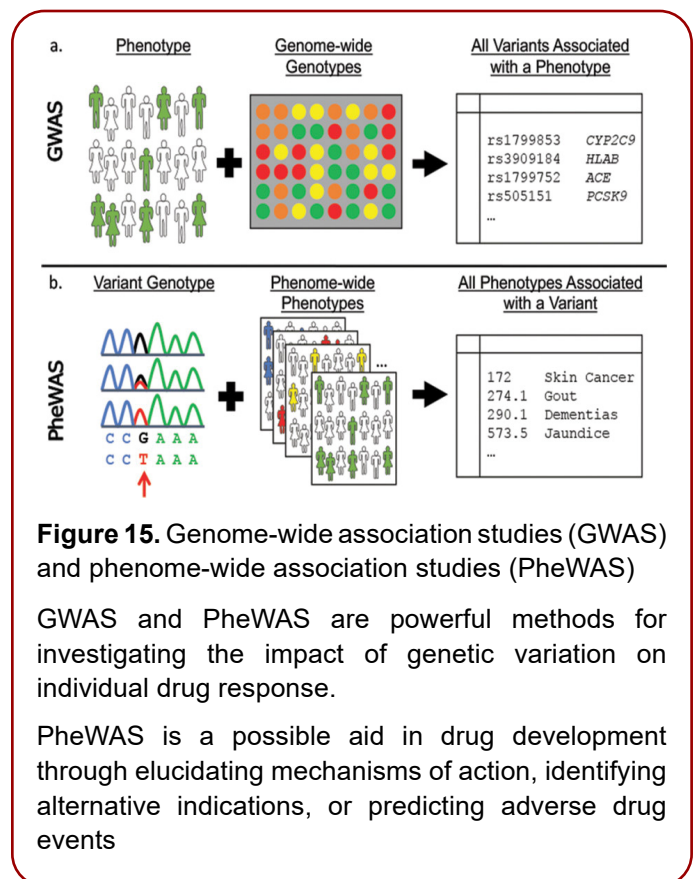 a.
Phenotype
Genome-wide
Genotypes
All Variants Associated
with a Phenotype
GWAS
rs1799853 CYP2C9
rs3909184 HLAB
rs1799752 ACE
rs505151 PCSK9
...
b.
Variant Genotype
Phenome-wide
Phenotypes
All Phenotypes Associated
with a Variant
PheWAS
...
C C G A A A
C C T A A A
172 Skin Cancer
274.1 Gout
290.1 Dementias
573.5 Jaundice
...
Figure 15. Genome-wide association studies (GWAS)
and phenome-wide association studies (PheWAS)
GWAS and PheWAS are powerful methods for
investigating the impact of genetic variation on
individual drug response.
PheWAS is a possible aid in drug development
through elucidating mechanisms of action, identifying
alternative indications, or predicting adverse drug
events